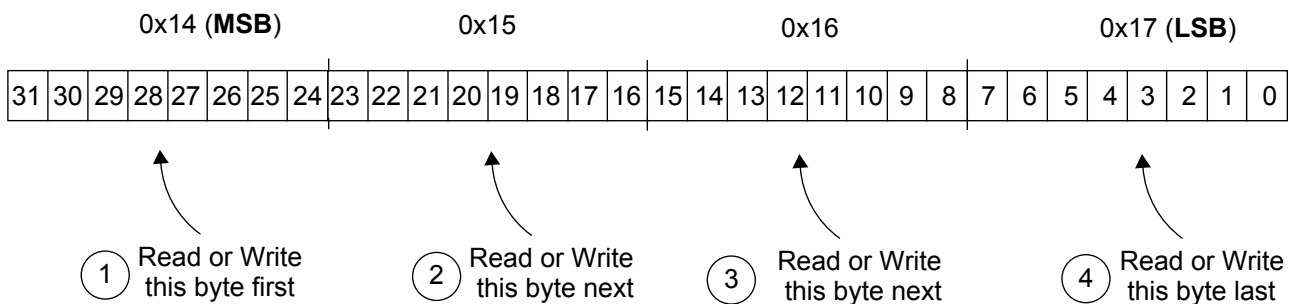 0x14 (MSB) 0x15 0x16 0x17 (LSB)
31 30 29 28 27 26 25 24 23 22 21 20 19 18 17 16 15 14 13 12 11 10 9 8 7 6 5 4 3 2 1 0
1 Read or Write this byte first
2 Read or Write this byte next
3 Read or Write this byte next
4 Read or Write this byte last